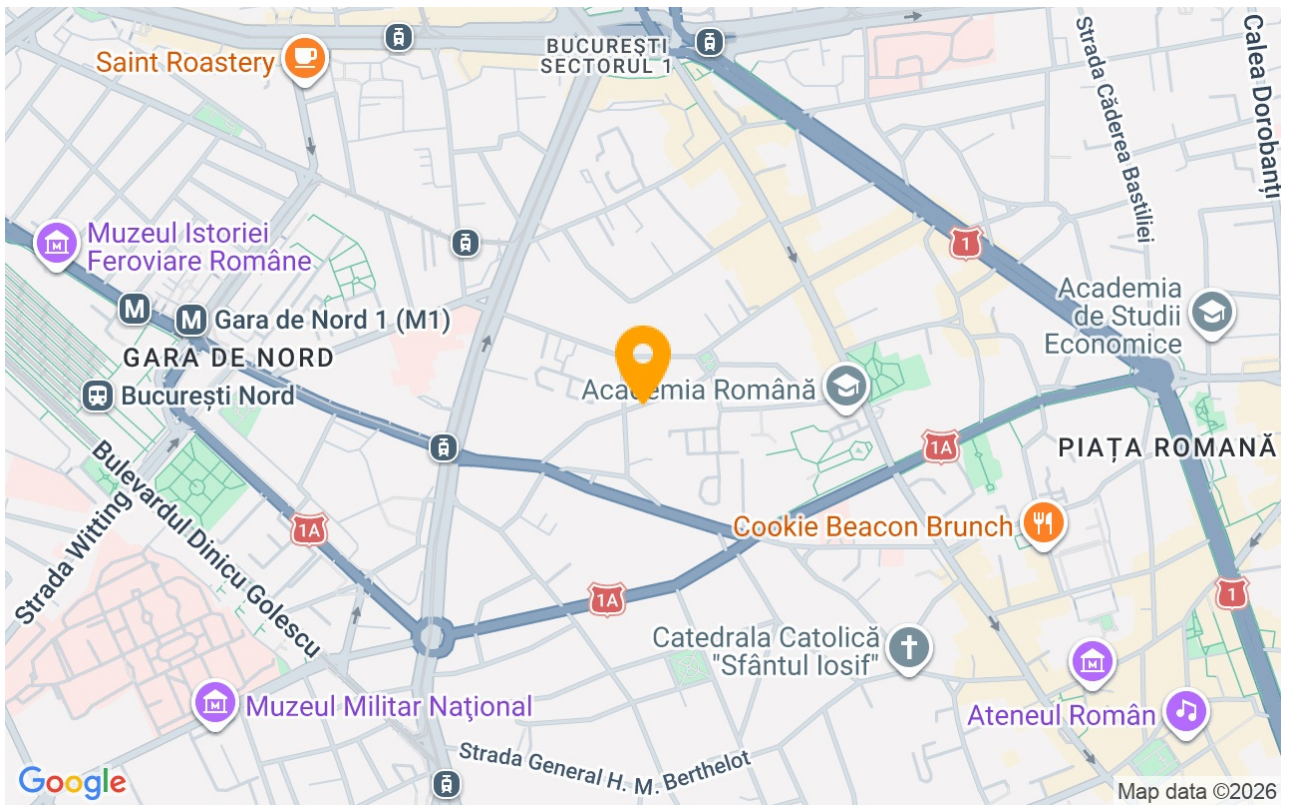 Saint Roastery
BUCUREȘTI
SECTORUL 1
Strada Căderea Bastiliei
Calea Dorobanți
Muzeul Istoriei
Feroviare Române
1
M
M
Gara de Nord 1 (M1)
GARA DE NORD
București Nord
Academia
de Studii
Economice
Academia Română
1A
PIAȚA ROMANĂ
Bulevardul Dinicu Golescu
Strada Witting
1A
Cookie Beacon Brunch
1A
1
Catedrala Catolică
"Sfântul Iosif"
Muzeul Militar Naţional
Ateneul Român
Strada General H. M. Berthelot
Google
Map data ©2026